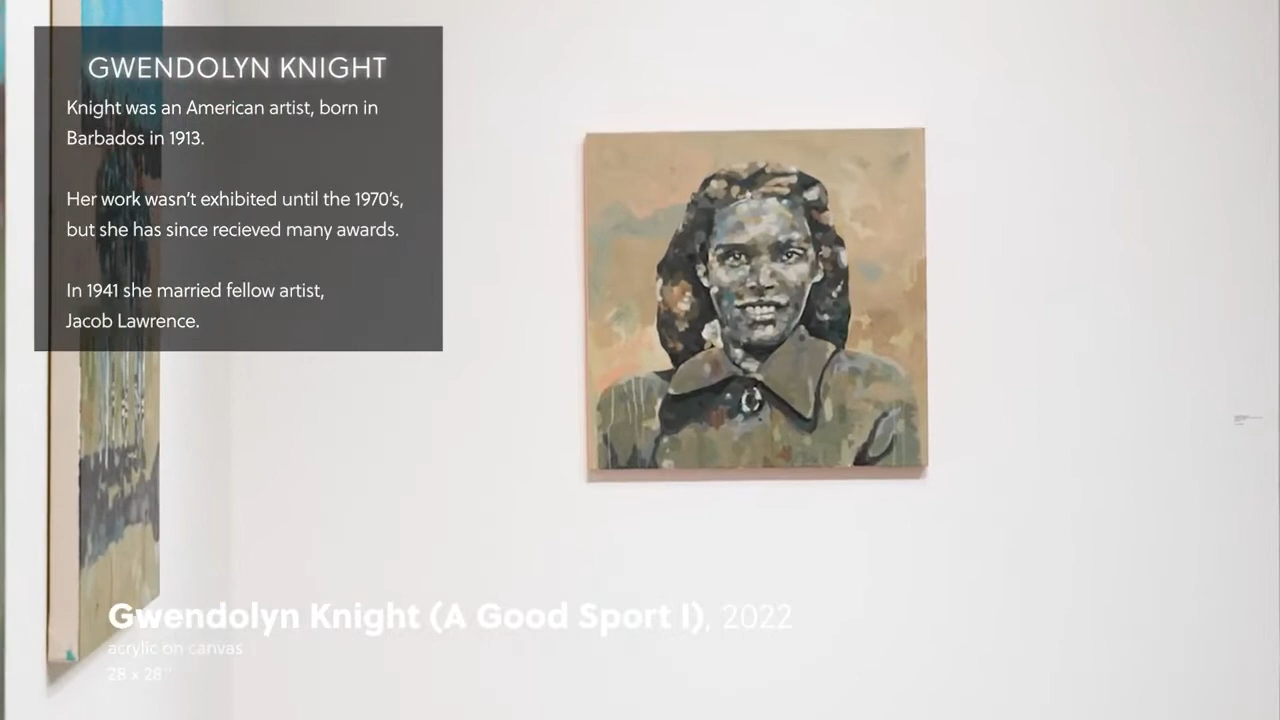 GWENDOLYN KNIGHT
Knight was an American artist, born in
Barbados in 1913.
Her work wasn't exhibited until the 1970's,
but she has since recieved many awards.
In 1941 she married fellow artist,
Jacob Lawrence.
Gwendolyn Knight (A Good Sport I), 2022
acrylic on canvas
28 x 28"